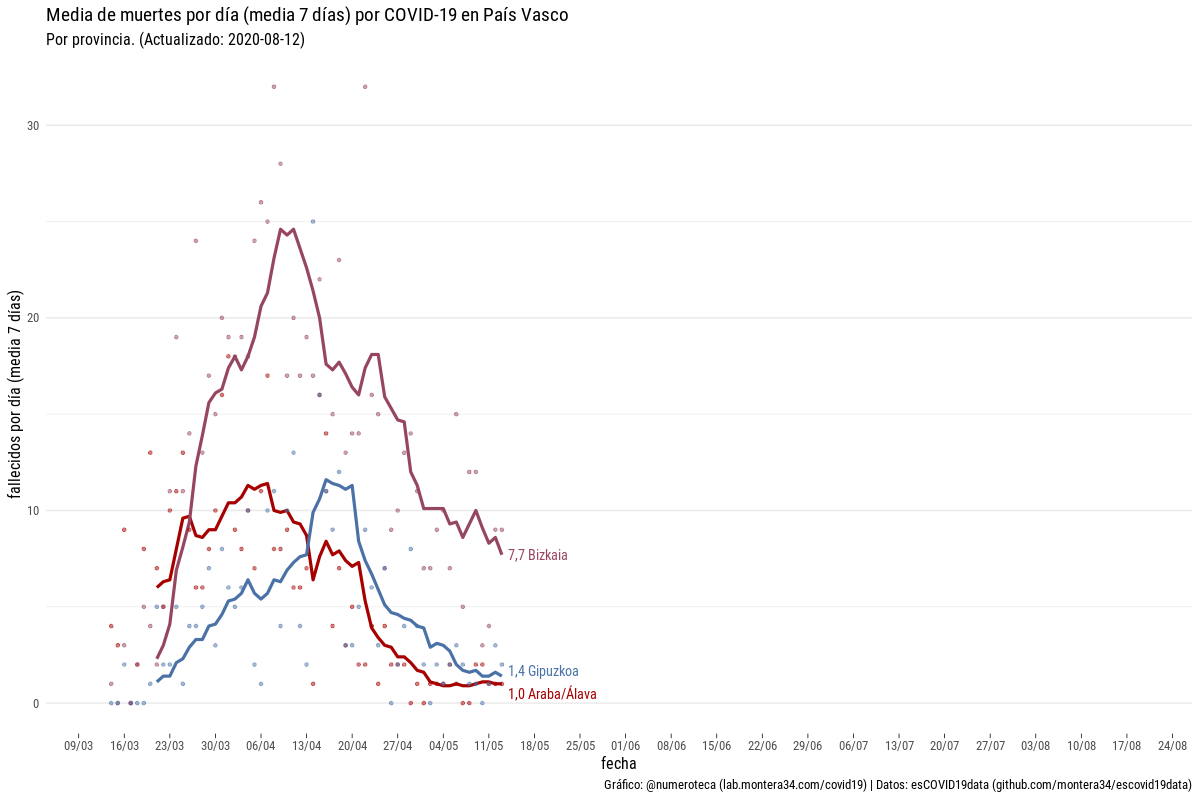 Media de muertes por día (media 7 días) por COVID-19 en País Vasco
Por provincia. (Actualizado: 2020-08-12)
fallecidos por día (media 7 días)
30
20
10
0
7,7 Bizkaia
1,4 Gipuzkoa
1,0 Araba/Álava
09/03 16/03 23/03 30/03 06/04 13/04 20/04 27/04 04/05 11/05 18/05 25/05 01/06 08/06 15/06 22/06 29/06 06/07 13/07 20/07 27/07 03/08 10/08 17/08 24/08
fecha
Gráfico: @numeroteca (lab.montera34.com/covid19) | Datos: esCOVID19data (github.com/montera34/escovid19data)